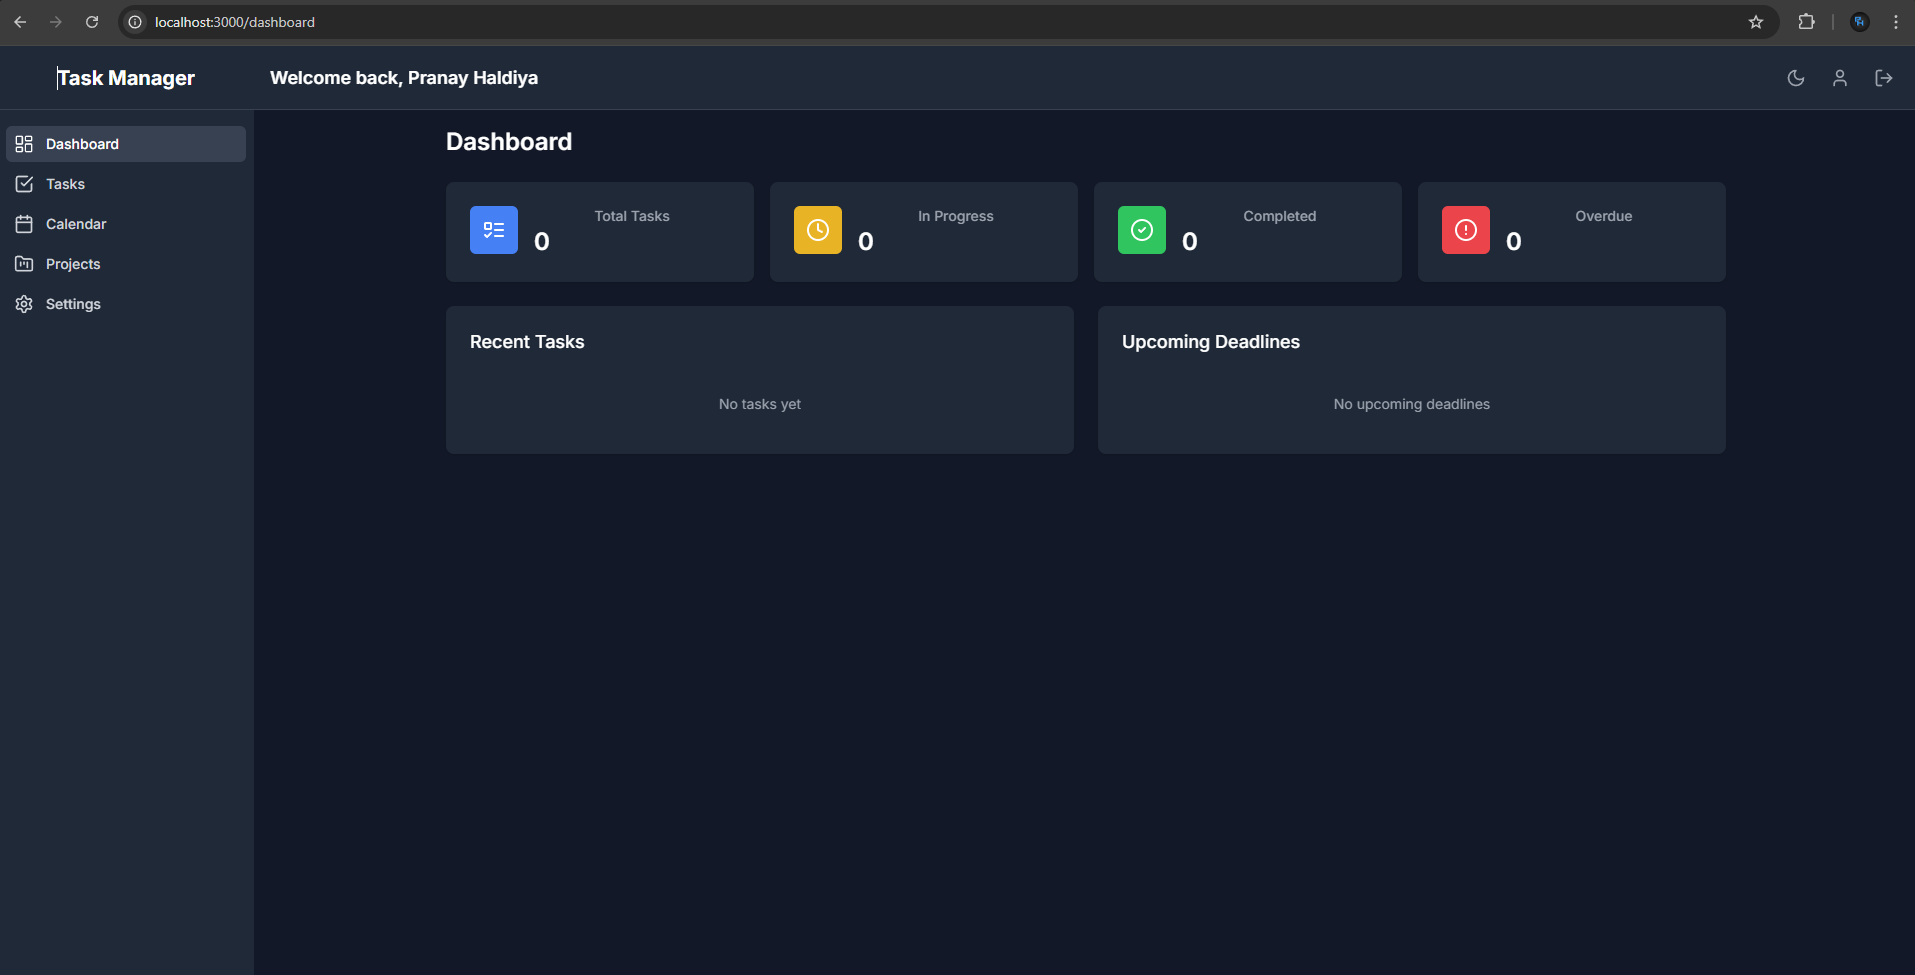 localhost:3000/dashboard
Task Manager
Welcome back, Pranay Haldiya
Dashboard
Tasks
Calendar
Projects
Settings
Dashboard
Total Tasks
0
In Progress
0
Completed
0
Overdue
0
Recent Tasks
No tasks yet
Upcoming Deadlines
No upcoming deadlines